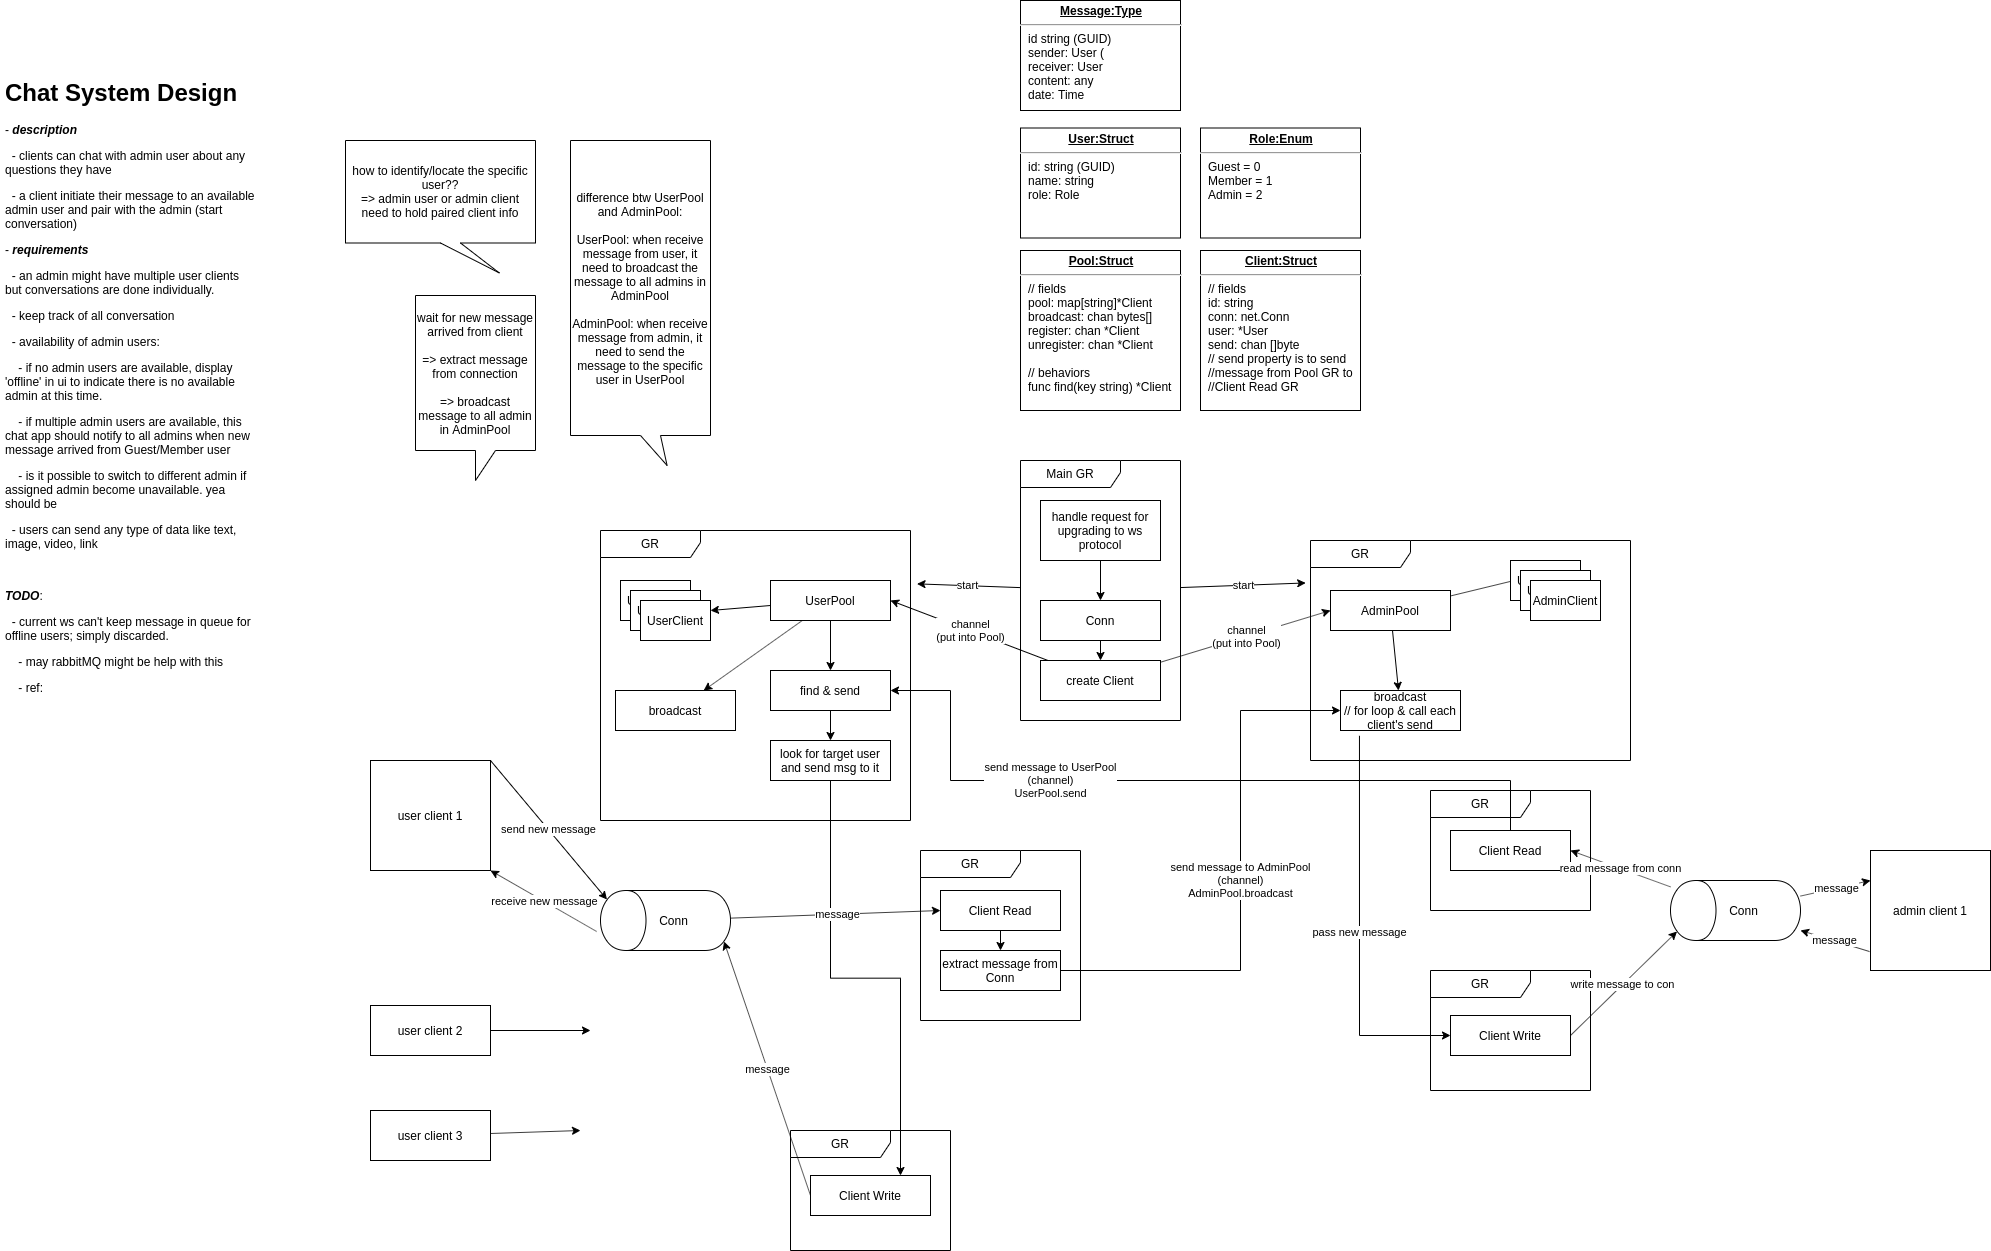 Chat System Design
- description
- clients can chat with admin user about any
questions they have
- a client initiate their message to an available
admin user and pair with the admin (start
conversation)
- requirements
- an admin might have multiple user clients
but conversations are done individually.
- keep track of all conversation
- availability of admin users:
- if no admin users are available, display
'offline' in ui to indicate there is no available
admin at this time.
- if multiple admin users are available, this
chat app should notify to all admins when new
message arrived from Guest/Member user
- is it possible to switch to different admin if
assigned admin become unavailable. yea
should be
- users can send any type of data like text,
image, video, link
TODO:
- current ws can't keep message in queue for
offline users; simply discarded.
- may rabbitMQ might be help with this
- ref:
how to identify/locate the specific
user??
=> admin user or admin client
need to hold paired client info
wait for new message
arrived from client
=> extract message
from connection
=> broadcast
message to all admin
in AdminPool
difference btw UserPool
and AdminPool:
UserPool: when receive
message from user, it
need to broadcast the
message to all admins in
AdminPool
AdminPool: when receive
message from admin, it
need to send the
message to the specific
user in UserPool
Message:Type
id string (GUID)
sender: User (
receiver: User
content: any
date: Time
User:Struct
id: string (GUID)
name: string
role: Role
Role:Enum
Guest = 0
Member = 1
Admin = 2
Pool:Struct
// fields
pool: map[string]*Client
broadcast: chan bytes[]
register: chan *Client
unregister: chan *Client
// behaviors
func find(key string) *Client
Client:Struct
// fields
id: string
conn: net.Conn
user: *User
send: chan []byte
// send property is to send
//message from Pool GR to
//Client Read GR
Main GR
handle request for
upgrading to ws
protocol
Conn
create Client
start
start
channel
(put into Pool)
channel
(put into Pool)
GR
UserClient
UserPool
find & send
broadcast
look for target user
and send msg to it
GR
AdminPool
AdminClient
broadcast
// for loop & call each
client's send
send message to UserPool
(channel)
UserPool.send
send message to AdminPool
(channel)
AdminPool.broadcast
pass new message
user client 1
send new message
receive new message
Conn
message
GR
Client Read
extract message from
Conn
user client 2
user client 3
message
GR
Client Write
GR
Client Read
read message from conn
GR
Client Write
write message to con
Conn
message
message
admin client 1